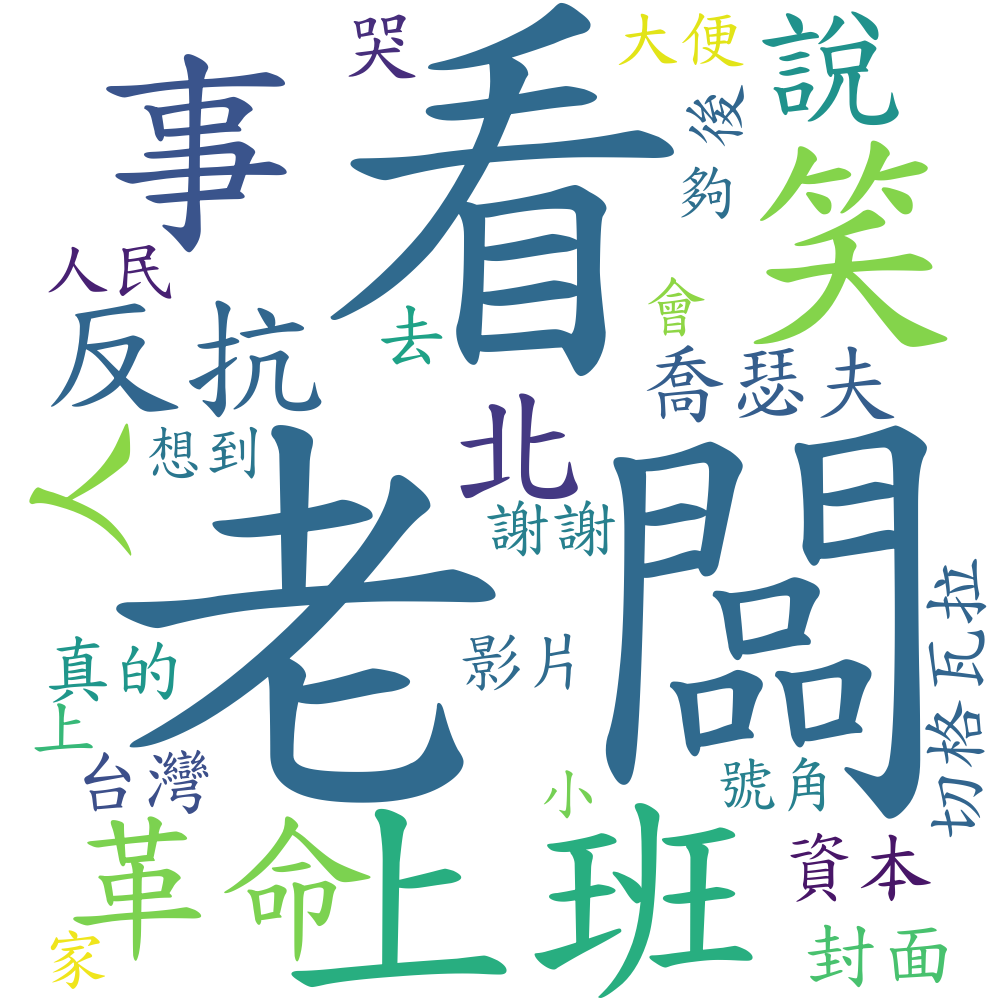 哭
看
大便
說
事
後
夠
笑
人民
反抗
去
會
喬瑟夫
人
想到
老闆
北
謝謝
切格瓦拉
真的
影片
上
台灣
小
號角
革命
上班
資本
家
封面